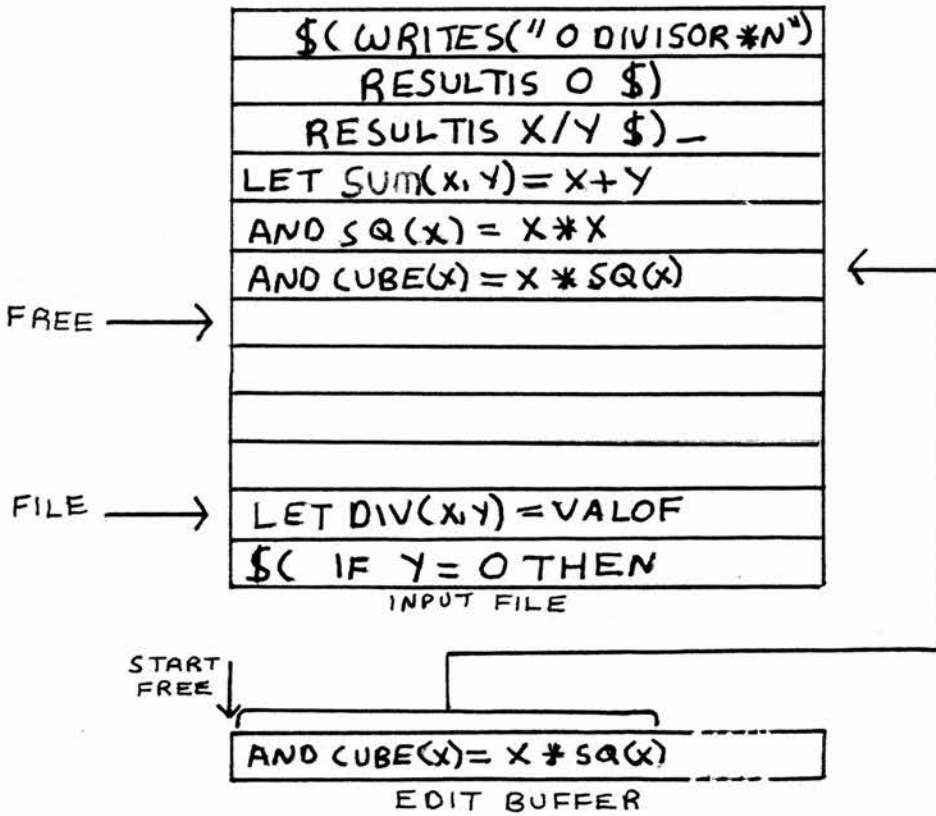 $( WRITES(" 0 DIVISOR *N")
RESULTIS 0 $)
RESULTIS X/Y $) _
LET SUM(X, Y) = X + Y
AND SQ(X) = X * X
AND CUBE(X) = X * SQ(X)
FREE
FILE
LET DIV(X,Y) = VALOF
$( IF Y = 0 THEN
INPUT FILE
START
FREE
AND CUBE(X) = X * SQ(X)
EDIT BUFFER